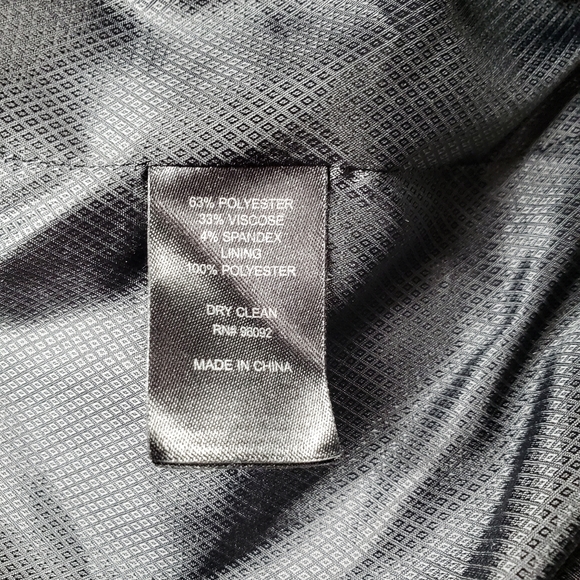 63% POLYESTER
33% VISCOSE
4% SPANDEX
LINING
100% POLYESTER
DRY CLEAN
RN# 98092
MADE IN CHINA